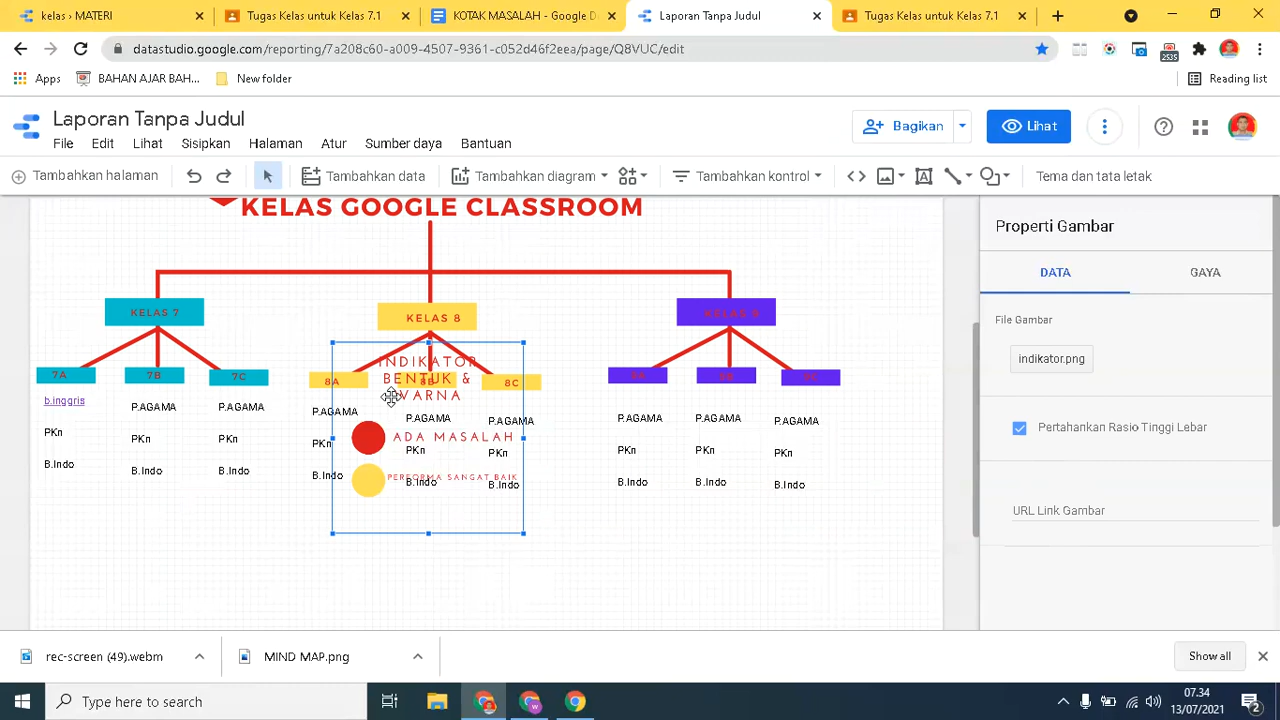 kelas › MATERI
Tugas Kelas untuk Kelas 7.1
KOTAK MASALAH - Google D
Laporan Tanpa Judul
Tugas Kelas untuk Kelas 7.1
datastudio.google.com/reporting/7a208c60-a009-4507-9361-c052d46f2eea/page/Q8VUC/edit
2535
Apps
BAHAN AJAR BAH...
New folder
Reading list
Laporan Tanpa Judul
File Edit Lihat Sisipkan Halaman Atur Sumber daya Bantuan
Bagikan
Lihat
Tambahkan halaman
Tambahkan data
Tambahkan diagram
Tambahkan kontrol
Tema dan tata letak
KELAS GOOGLE CLASSROOM
KELAS 7
KELAS 8
7A
7B
7C
8A
8B
8C
b.inggris
PKn
B.Indo
P.AGAMA
PKn
B.Indo
P.AGAMA
PKn
B.Indo
P.AGAMA
PKn
B.Indo
P.AGAMA
PKn
B.Indo
P.AGAMA
PKn
B.Indo
P.AGAMA
PKn
B.Indo
P.AGAMA
PKn
B.Indo
P.AGAMA
PKn
B.Indo
INDIKATOR
BENTUK &
WARNA
ADA MASALAH
PERFORMA SANGAT BAIK
Properti Gambar
DATA
GAYA
File Gambar
indikator.png
Pertahankan Rasio Tinggi Lebar
URL Link Gambar
rec-screen (49).webm
MIND MAP.png
Show all
Type here to search
07.34
13/07/2021
2